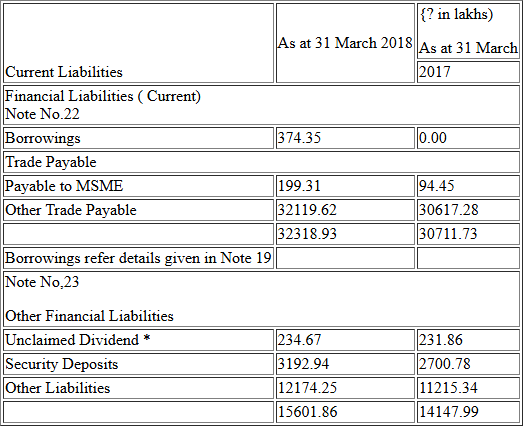 {? in lakhs)
Current Liabilities As at 31 March 2018 As at 31 March
2017
Financial Liabilities ( Current)
Note No.22
Borrowings 374.35 0.00
Trade Payable
Payable to MSME 199.31 94.45
Other Trade Payable 32119.62 30617.28
32318.93 30711.73
Borrowings refer details given in Note 19
Note No,23
Other Financial Liabilities
Unclaimed Dividend * 234.67 231.86
Security Deposits 3192.94 2700.78
Other Liabilities 12174.25 11215.34
15601.86 14147.99